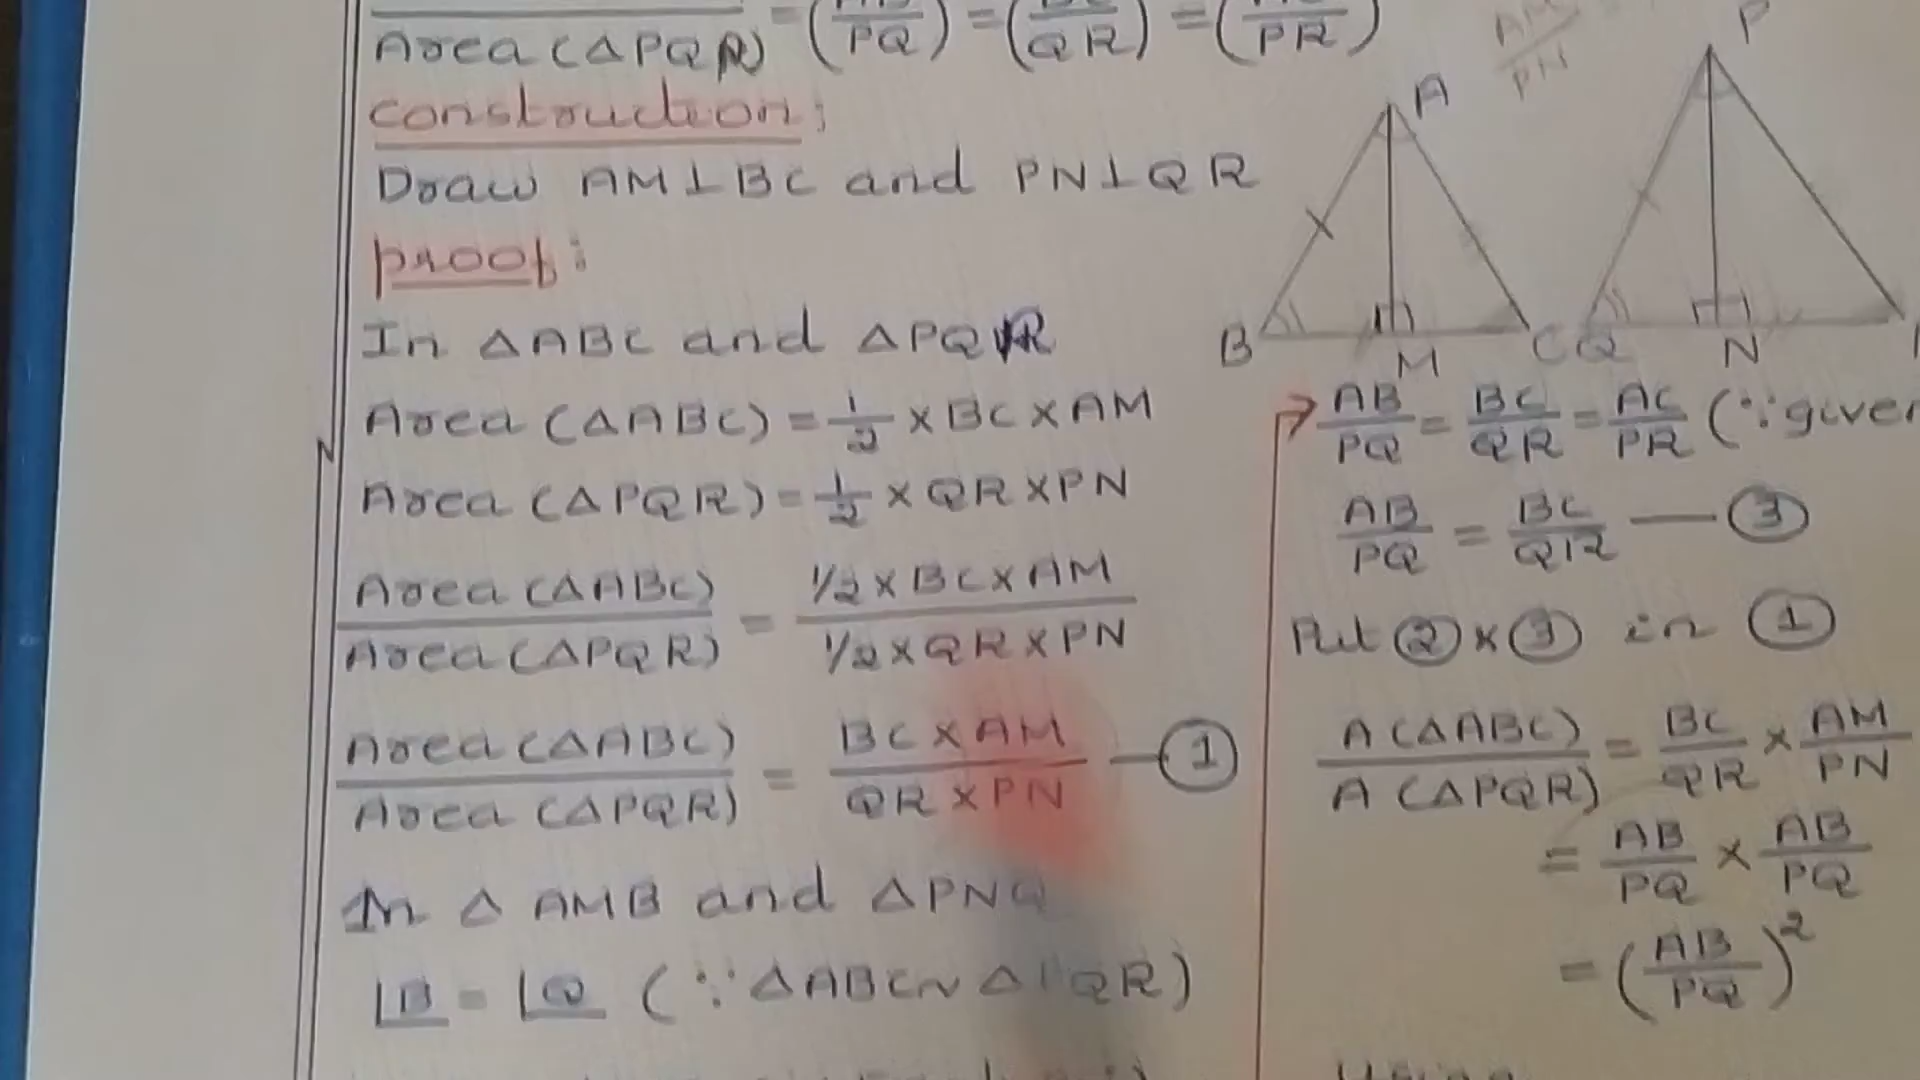 Area (△PQR) = (AB/PQ) = (BC/QR) = (AC/PR)
construction:
Draw AM⊥BC and PN⊥QR
proof:
In △ABC and △PQR
Area (△ABC) = 1/2 × BC × AM
Area (△PQR) = 1/2 × QR × PN
Area (△ABC) / Area (△PQR) = 1/2 × BC × AM / 1/2 × QR × PN
Area (△ABC) / Area (△PQR) = BC × AM / QR × PN — ①
In △ AMB and △PNQ
∠B = ∠Q (∵ △ABC ~ △PQR)
AM/PN
A
B
M
C
P
Q
N
AB/PQ = BC/QR = AC/PR (∵ given
AB/PQ = BC/QR — ③
Put ② × ③ in ①
A (△ABC) / A (△PQR) = BC/QR × AM/PN
= AB/PQ × AB/PQ
= (AB/PQ)²
Using